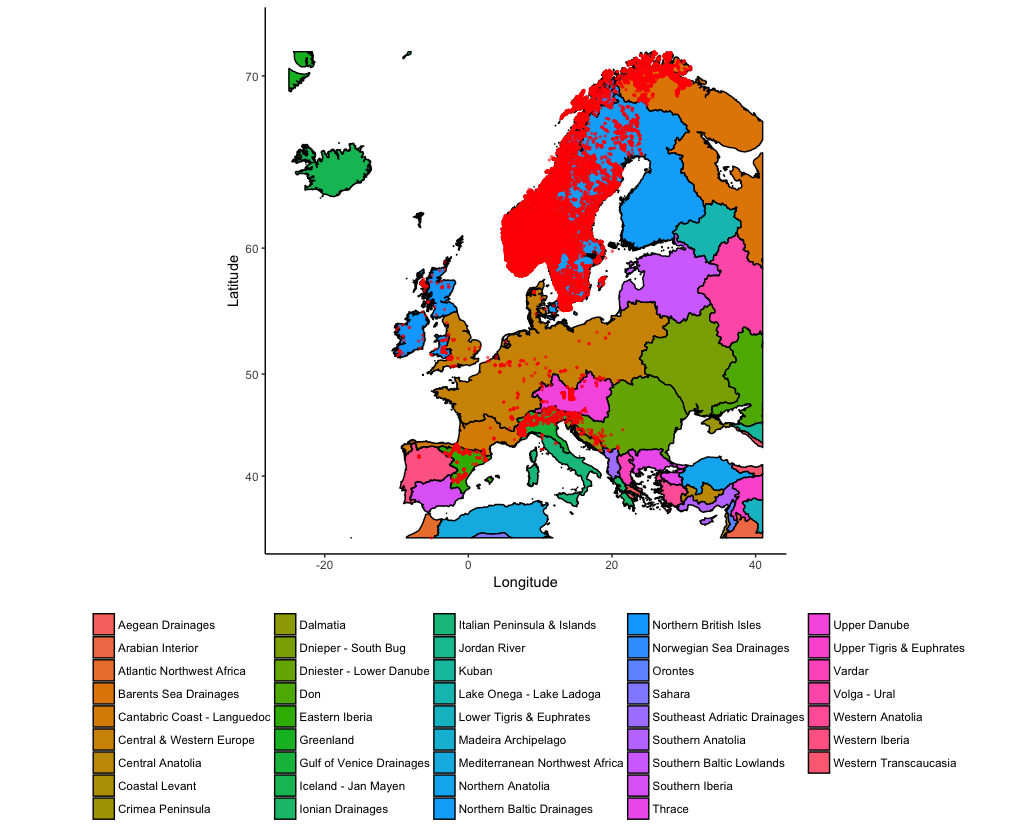 70
60
50
40
Latitude
-20 0 20 40
Longitude
Aegean Drainages
Arabian Interior
Atlantic Northwest Africa
Barents Sea Drainages
Cantabric Coast - Languedoc
Central & Western Europe
Central Anatolia
Coastal Levant
Crimea Peninsula
Dalmatia
Dnieper - South Bug
Dniester - Lower Danube
Don
Eastern Iberia
Greenland
Gulf of Venice Drainages
Iceland - Jan Mayen
Ionian Drainages
Italian Peninsula & Islands
Jordan River
Kuban
Lake Onega - Lake Ladoga
Lower Tigris & Euphrates
Madeira Archipelago
Mediterranean Northwest Africa
Northern Anatolia
Northern Baltic Drainages
Northern British Isles
Norwegian Sea Drainages
Orontes
Sahara
Southeast Adriatic Drainages
Southern Anatolia
Southern Baltic Lowlands
Southern Iberia
Thrace
Upper Danube
Upper Tigris & Euphrates
Vardar
Volga - Ural
Western Anatolia
Western Iberia
Western Transcaucasia